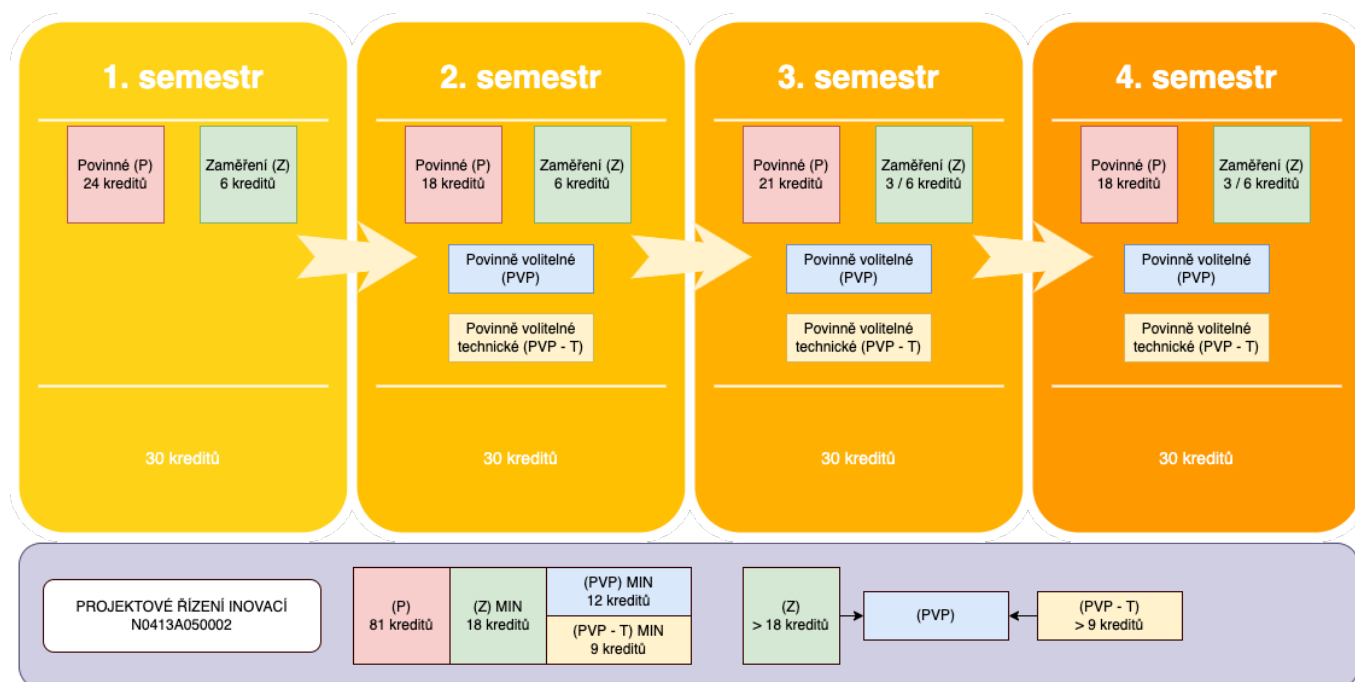 1. semestr
Povinné (P)
24 kreditů
Zaměření (Z)
6 kreditů
30 kreditů
2. semestr
Povinné (P)
18 kreditů
Zaměření (Z)
6 kreditů
Povinně volitelné
(PVP)
Povinně volitelné
technické (PVP - T)
30 kreditů
3. semestr
Povinné (P)
21 kreditů
Zaměření (Z)
3 / 6 kreditů
Povinně volitelné
(PVP)
Povinně volitelné
technické (PVP - T)
30 kreditů
4. semestr
Povinné (P)
18 kreditů
Zaměření (Z)
3 / 6 kreditů
Povinně volitelné
(PVP)
Povinně volitelné
technické (PVP - T)
30 kreditů
PROJEKTOVÉ ŘÍZENÍ INOVACÍ
N0413A050002
(P)
81 kreditů
(Z) MIN
18 kreditů
(PVP) MIN
12 kreditů
(PVP - T) MIN
9 kreditů
(Z)
> 18 kreditů
(PVP)
(PVP - T)
> 9 kreditů